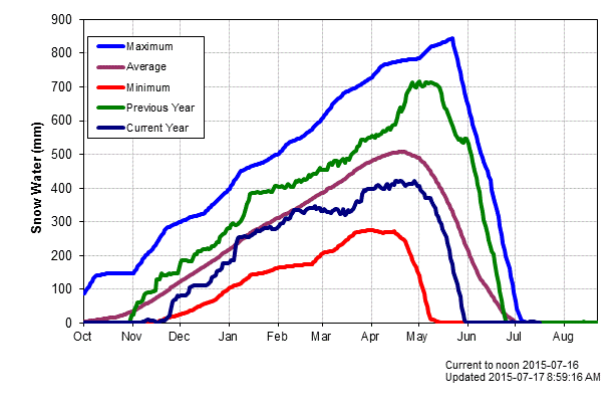 900
800
700
600
500
400
300
200
100
0
Snow Water (mm)
Maximum
Average
Minimum
Previous Year
Current Year
Oct Nov Dec Jan Feb Mar Apr May Jun Jul Aug
Current to noon 2015-07-16
Updated 2015-07-17 8:59:16 AM